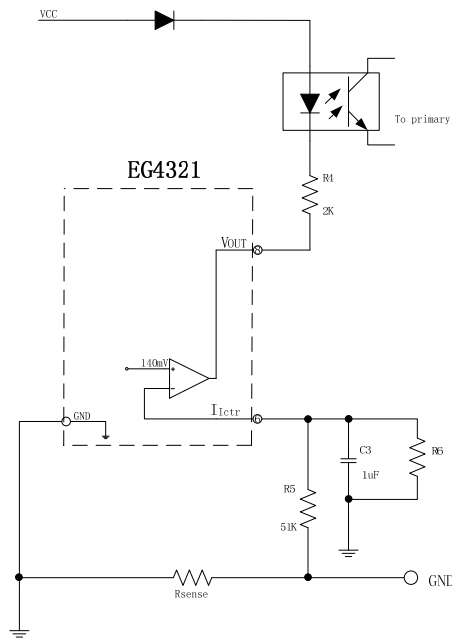 VCC
To primary
EG4321
R4
2K
VOUT
8
140mV
+
-
GND
IIctr
6
C3
1uF
R6
R5
51K
Rsense
GND